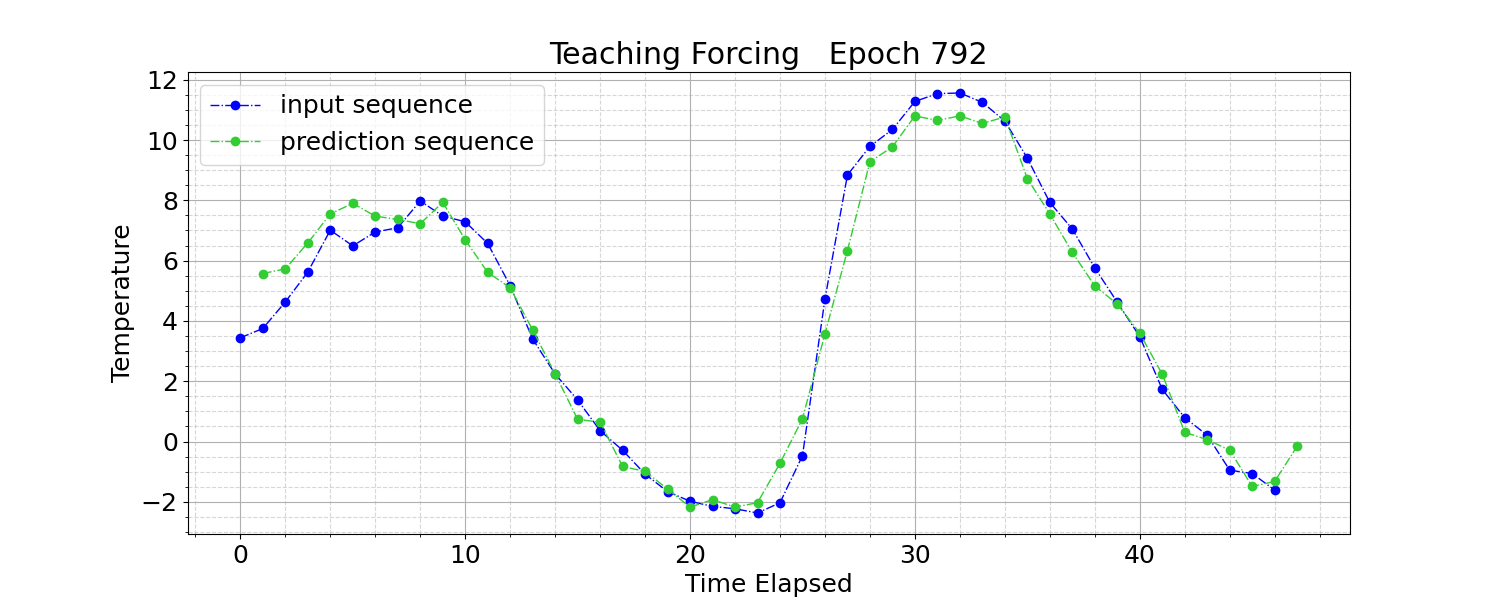 Teaching Forcing   Epoch 792
12
10
8
6
4
2
0
−2
Temperature
input sequence
prediction sequence
0 10 20 30 40
Time Elapsed